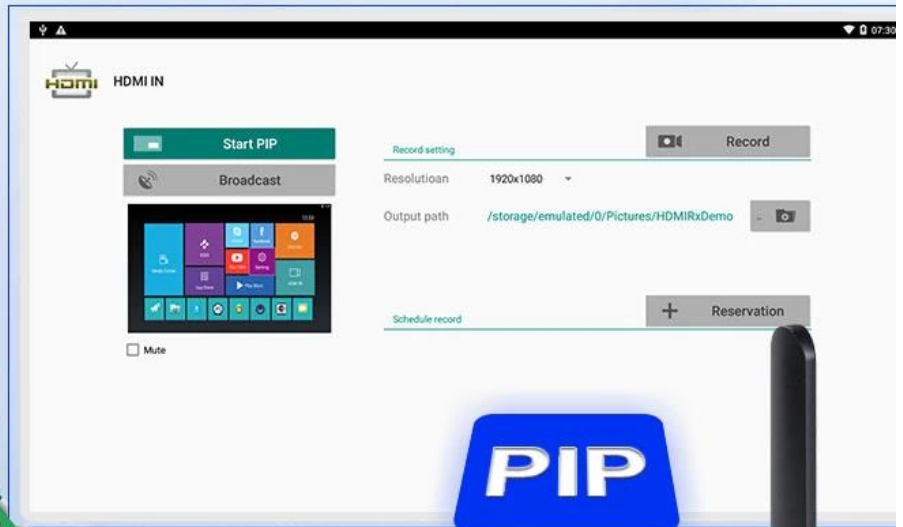 07:30
HDMI
HDMI IN
Start PIP
Broadcast
Mute
Record setting
Record
Resolutioan
1920x1080
Output path
/storage/emulated/0/Pictures/HDMIRxDemo
..
Schedule record
Reservation
PIP